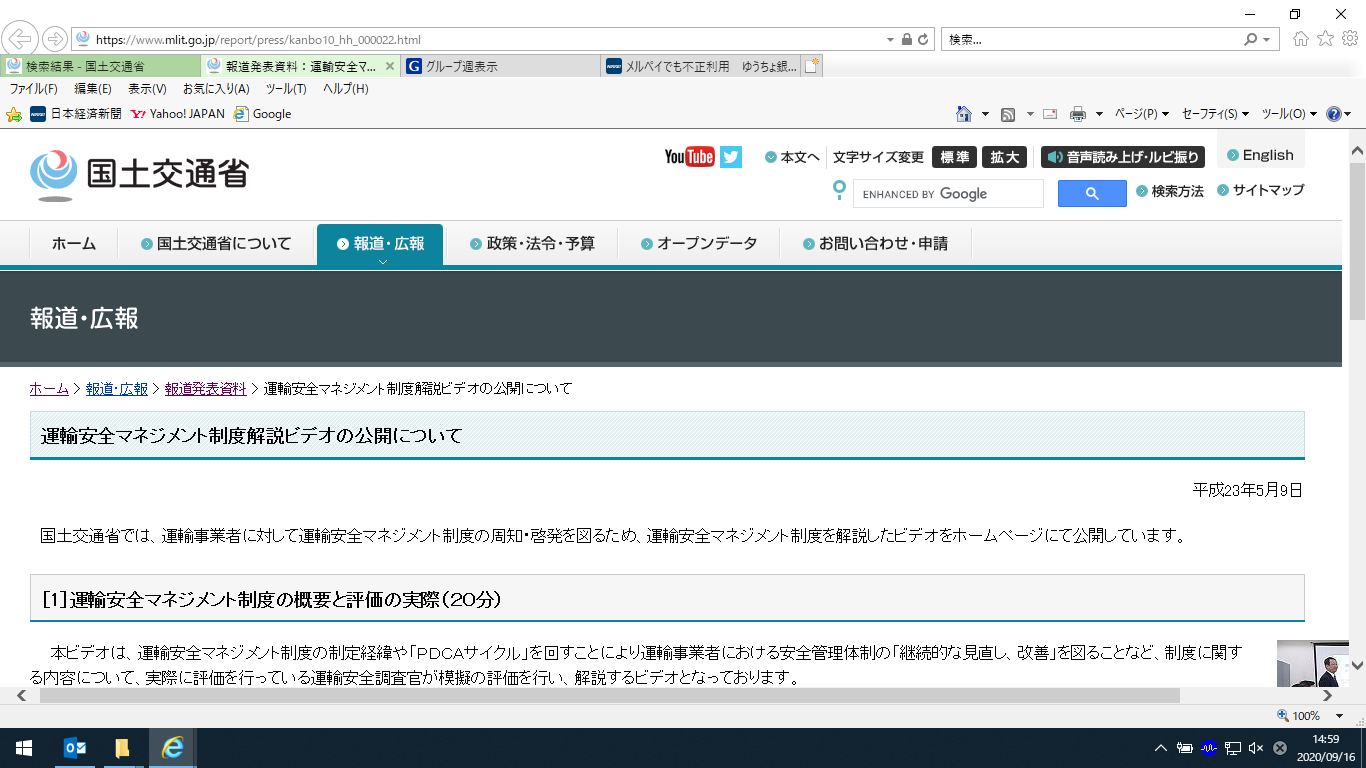 https://www.mlit.go.jp/report/press/kanbo10_hh_000022.html
検索...
検索結果 - 国土交通省
報道発表資料：運輸安全マ...
グループ週表示
メルペイでも不正利用　ゆうちょ銀...
ファイル(F) 編集(E) 表示(V) お気に入り(A) ツール(T) ヘルプ(H)
日本経済新聞 Yahoo! JAPAN Google
ページ(P) セーフティ(S) ツール(O)
国土交通省
YouTube 本文へ 文字サイズ変更 標準 拡大 音声読み上げ・ルビ振り English
ENHANCED BY Google 検索方法 サイトマップ
ホーム 国土交通省について 報道・広報 政策・法令・予算 オープンデータ お問い合わせ・申請
報道・広報
ホーム > 報道・広報 > 報道発表資料 > 運輸安全マネジメント制度解説ビデオの公開について
運輸安全マネジメント制度解説ビデオの公開について
平成23年5月9日
国土交通省では、運輸事業者に対して運輸安全マネジメント制度の周知・啓発を図るため、運輸安全マネジメント制度を解説したビデオをホームページにて公開しています。
［1］運輸安全マネジメント制度の概要と評価の実際（20分）
本ビデオは、運輸安全マネジメント制度の制定経緯や「PDCAサイクル」を回すことにより運輸事業者における安全管理体制の「継続的な見直し、改善」を図ることなど、制度に関す
る内容について、実際に評価を行っている運輸安全調査官が模擬の評価を行い、解説するビデオとなっております。
100%
14:59
2020/09/16